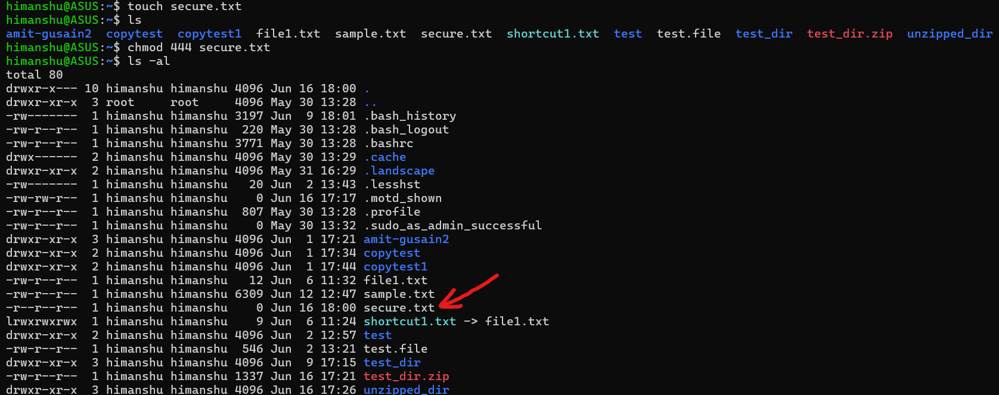 himanshu@ASUS:~$ touch secure.txt
himanshu@ASUS:~$ ls
amit-gusain2  copytest  copytest1  file1.txt  sample.txt  secure.txt  shortcut1.txt  test  test.file  test_dir  test_dir.zip  unzipped_dir
himanshu@ASUS:~$ chmod 444 secure.txt
himanshu@ASUS:~$ ls -al
total 80
drwxr-x--- 10 himanshu himanshu 4096 Jun 16 18:00 .
drwxr-xr-x  3 root     root     4096 May 30 13:28 ..
-rw-------  1 himanshu himanshu 3197 Jun  9 18:01 .bash_history
-rw-r--r--  1 himanshu himanshu  220 May 30 13:28 .bash_logout
-rw-r--r--  1 himanshu himanshu 3771 May 30 13:28 .bashrc
drwx------  2 himanshu himanshu 4096 May 30 13:29 .cache
drwxr-xr-x  2 himanshu himanshu 4096 May 31 16:29 .landscape
-rw-------  1 himanshu himanshu   20 Jun  2 13:43 .lesshst
-rw-rw-r--  1 himanshu himanshu    0 Jun 16 17:17 .motd_shown
-rw-r--r--  1 himanshu himanshu  807 May 30 13:28 .profile
-rw-r--r--  1 himanshu himanshu    0 May 30 13:32 .sudo_as_admin_successful
drwxr-xr-x  3 himanshu himanshu 4096 Jun  1 17:21 amit-gusain2
drwxr-xr-x  2 himanshu himanshu 4096 Jun  1 17:34 copytest
drwxr-xr-x  2 himanshu himanshu 4096 Jun  1 17:44 copytest1
-rw-r--r--  1 himanshu himanshu   12 Jun  6 11:32 file1.txt
-rw-r--r--  1 himanshu himanshu 6309 Jun 12 12:47 sample.txt
-r--r--r--  1 himanshu himanshu    0 Jun 16 18:00 secure.txt
lrwxrwxrwx  1 himanshu himanshu    9 Jun  6 11:24 shortcut1.txt -> file1.txt
drwxr-xr-x  2 himanshu himanshu 4096 Jun  2 12:57 test
-rw-r--r--  1 himanshu himanshu  546 Jun  2 13:21 test.file
drwxr-xr-x  3 himanshu himanshu 4096 Jun  9 17:15 test_dir
-rw-r--r--  1 himanshu himanshu 1337 Jun 16 17:21 test_dir.zip
drwxr-xr-x  3 himanshu himanshu 4096 Jun 16 17:26 unzipped_dir